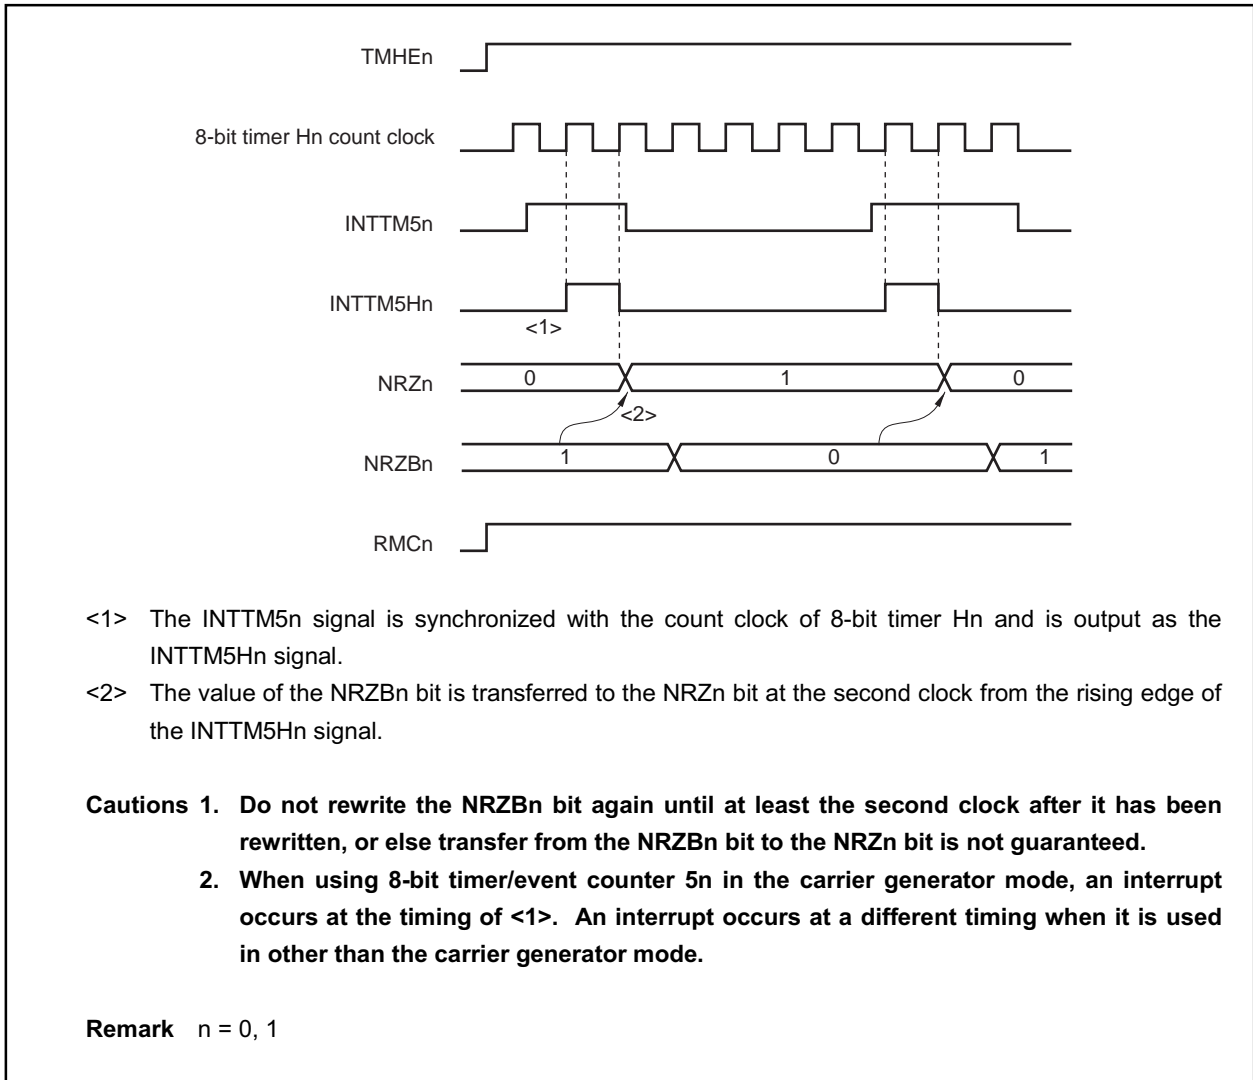 TMHEn
8-bit timer Hn count clock
INTTM5n
INTTM5Hn
<1>
NRZn 0 1 0
<2>
NRZBn 1 0 1
RMCn
<1> The INTTM5n signal is synchronized with the count clock of 8-bit timer Hn and is output as the
INTTM5Hn signal.
<2> The value of the NRZBn bit is transferred to the NRZn bit at the second clock from the rising edge of
the INTTM5Hn signal.
Cautions 1. Do not rewrite the NRZBn bit again until at least the second clock after it has been
rewritten, or else transfer from the NRZBn bit to the NRZn bit is not guaranteed.
2. When using 8-bit timer/event counter 5n in the carrier generator mode, an interrupt
occurs at the timing of <1>. An interrupt occurs at a different timing when it is used
in other than the carrier generator mode.
Remark n = 0, 1